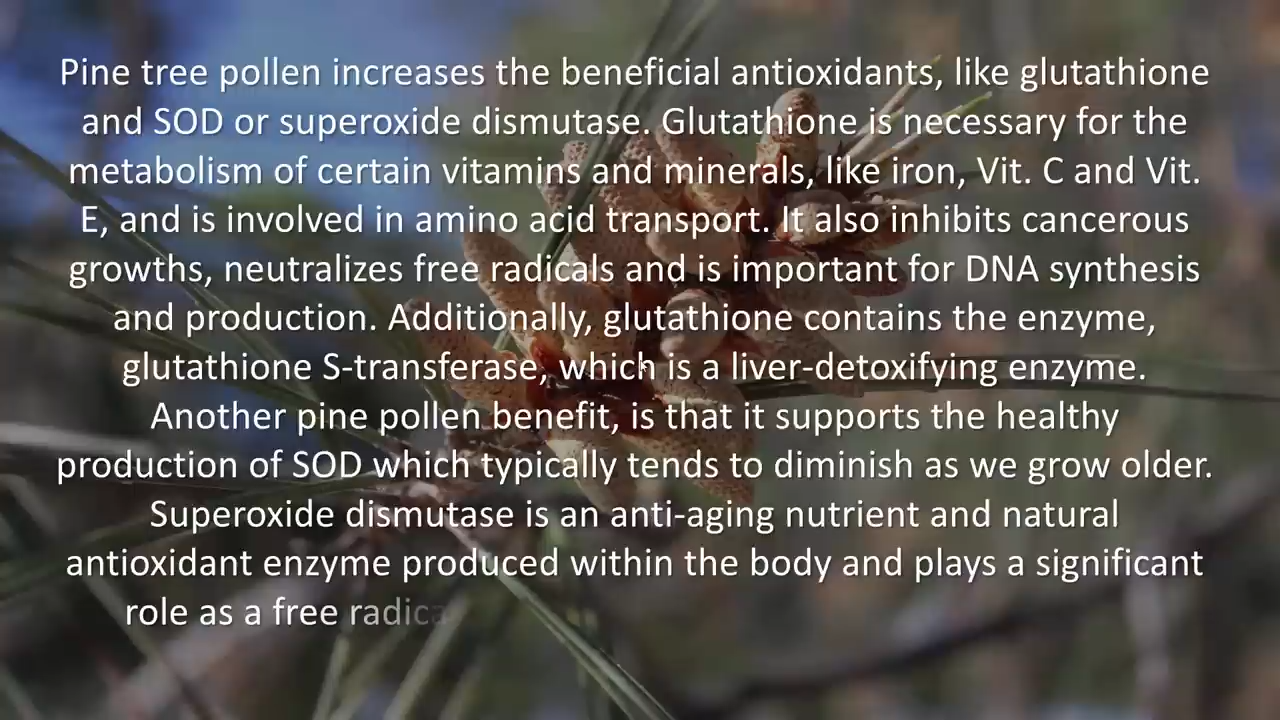 Pine tree pollen increases the beneficial antioxidants, like glutathione
and SOD or superoxide dismutase. Glutathione is necessary for the
metabolism of certain vitamins and minerals, like iron, Vit. C and Vit.
E, and is involved in amino acid transport. It also inhibits cancerous
growths, neutralizes free radicals and is important for DNA synthesis
and production. Additionally, glutathione contains the enzyme,
glutathione S-transferase, which is a liver-detoxifying enzyme.
Another pine pollen benefit, is that it supports the healthy
production of SOD which typically tends to diminish as we grow older.
Superoxide dismutase is an anti-aging nutrient and natural
antioxidant enzyme produced within the body and plays a significant
role as a free radica